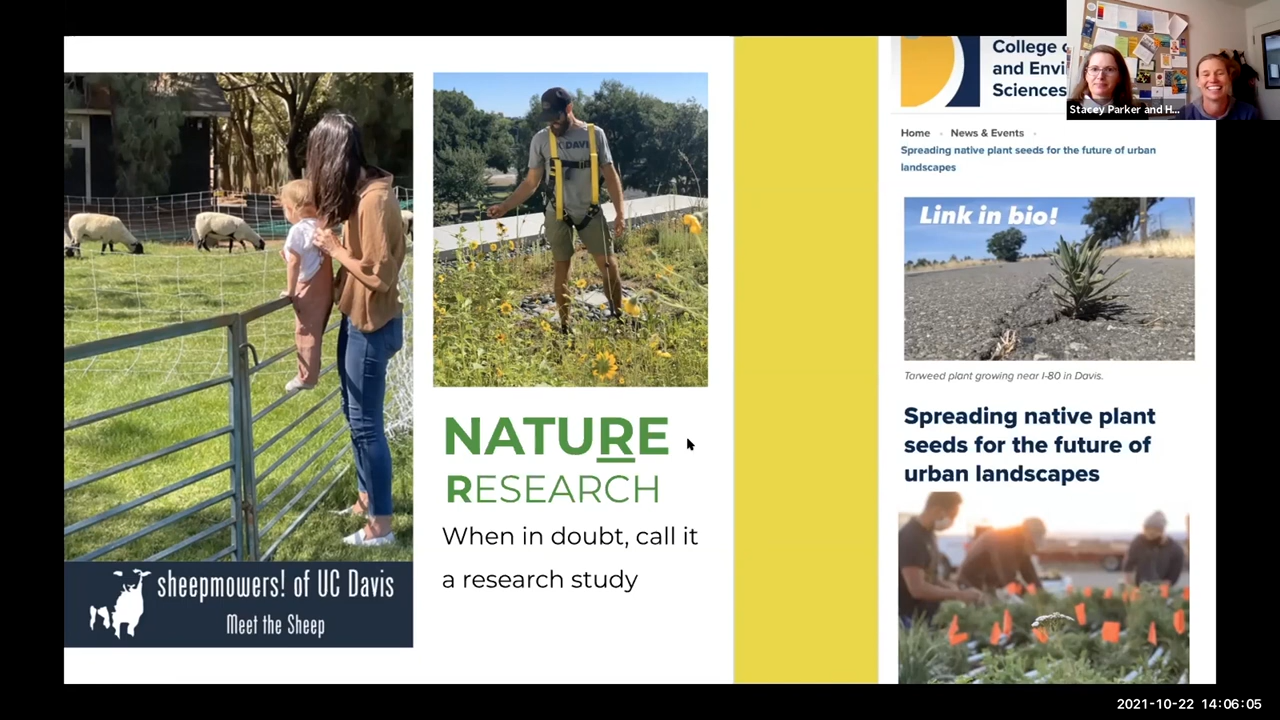 sheepmowers! of UC Davis
Meet the Sheep
NATURE
RESEARCH
When in doubt, call it
a research study
College
and Envi
Sciences
Home • News & Events •
Spreading native plant seeds for the future of urban
landscapes
Link in bio!
Tarweed plant growing near I-80 in Davis.
Spreading native plant
seeds for the future of
urban landscapes
Stacey Parker and H...
2021-10-22 14:06:05